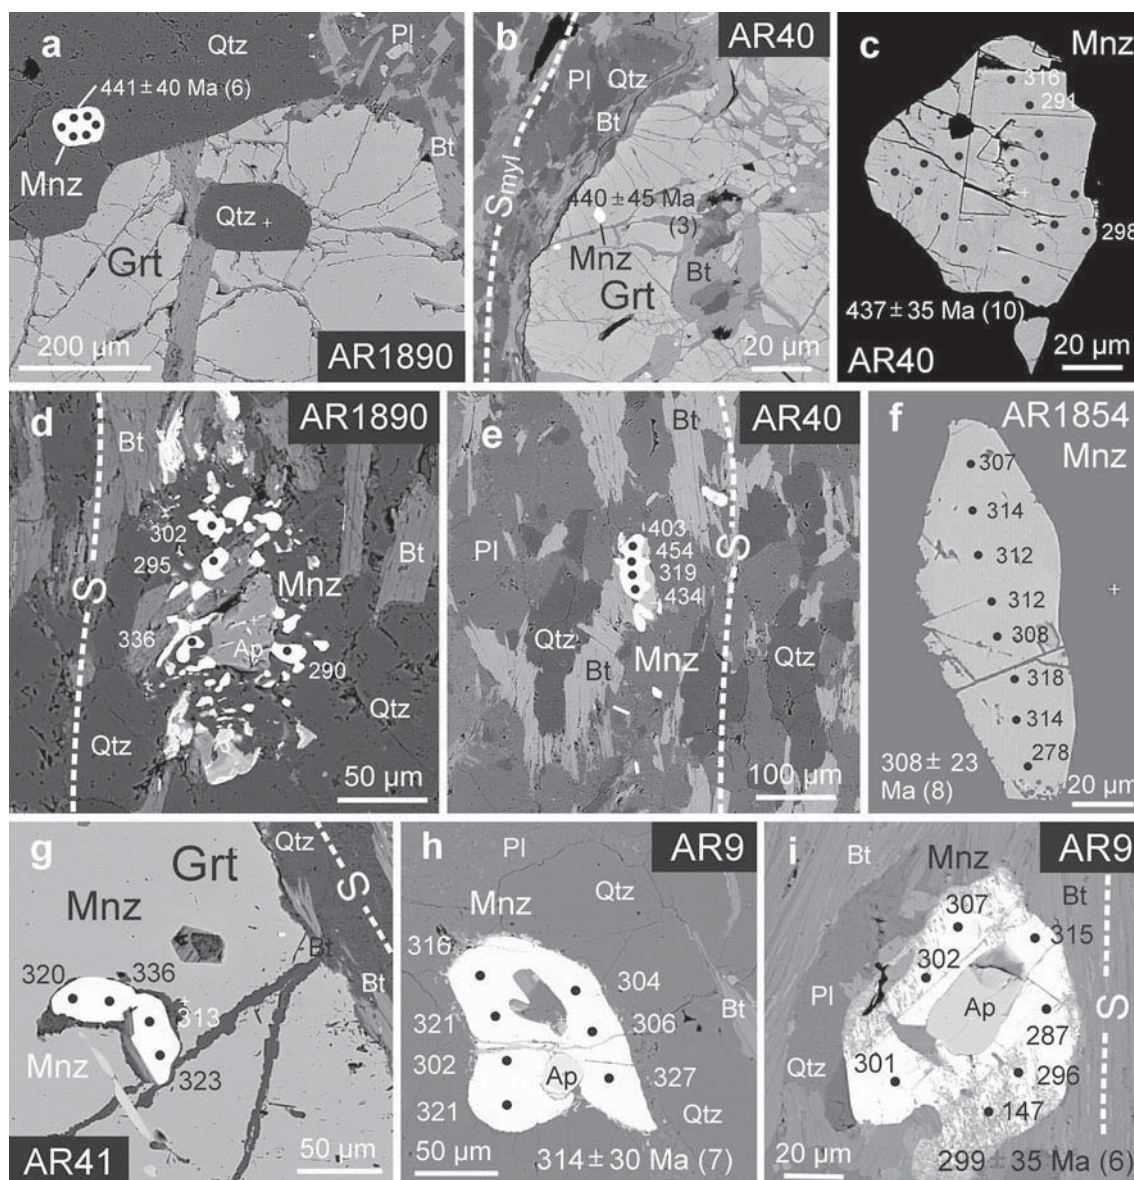 a
Qtz
Pl
441 ± 40 Ma (6)
Mnz
Bt
Qtz
Grt
200 µm
AR1890
b
AR40
Pl
Qtz
Bt
Smyl
440 ± 45 Ma
(3)
Mnz
Bt
Grt
20 µm
c
Mnz
316
291
298
437 ± 35 Ma (10)
AR40
20 µm
d
AR1890
Bt
302
295
Mnz
Bt
S
336
Ap
290
Qtz
Qtz
50 µm
e
AR40
Bt
403
454
319
434
Pl
S
Qtz
Bt
Mnz
Qtz
100 µm
f
AR1854
Mnz
307
314
312
312
308
318
314
278
308 ± 23
Ma (8)
20 µm
g
Grt
Qtz
S
Mnz
320
336
Bt
313
Bt
Mnz
323
AR41
50 µm
h
Pl
AR9
Mnz
Qtz
316
304
321
306
Bt
302
Ap
327
321
Qtz
50 µm
314 ± 30 Ma (7)
i
Bt
Mnz
AR9
307
Bt
302
315
Pl
Ap
S
287
Qtz
301
296
147
20 µm
299 ± 35 Ma (6)